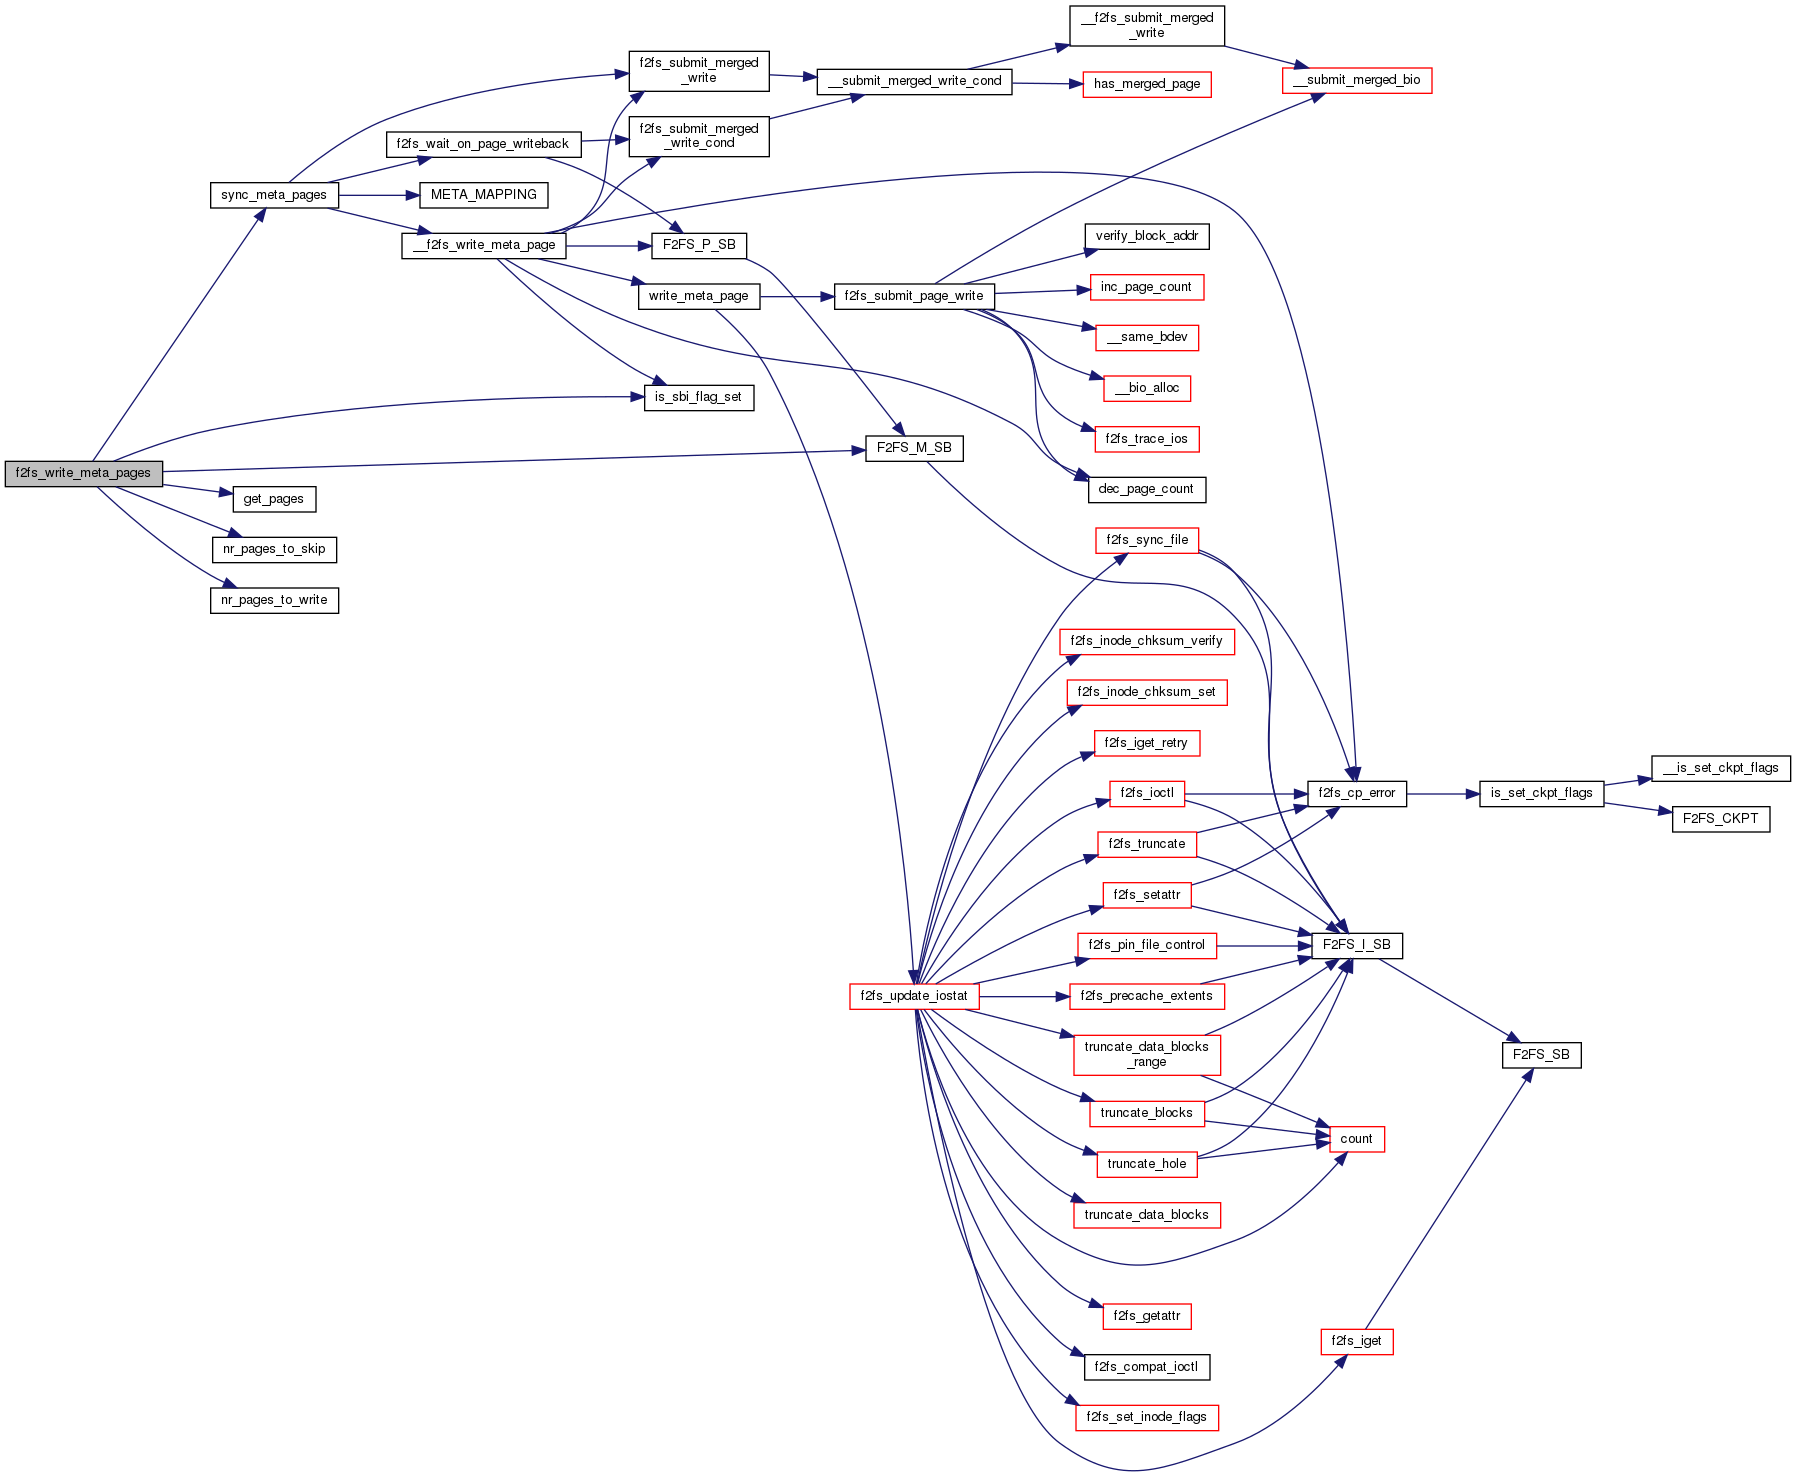 __f2fs_submit_merged
_write
f2fs_submit_merged
_write
__submit_merged_write_cond
has_merged_page
__submit_merged_bio
f2fs_wait_on_page_writeback
f2fs_submit_merged
_write_cond
sync_meta_pages
META_MAPPING
__f2fs_write_meta_page
F2FS_P_SB
verify_block_addr
write_meta_page
f2fs_submit_page_write
inc_page_count
__same_bdev
__bio_alloc
is_sbi_flag_set
f2fs_trace_ios
F2FS_M_SB
f2fs_write_meta_pages
get_pages
dec_page_count
nr_pages_to_skip
f2fs_sync_file
nr_pages_to_write
f2fs_inode_chksum_verify
f2fs_inode_chksum_set
f2fs_iget_retry
f2fs_ioctl
f2fs_cp_error
is_set_ckpt_flags
__is_set_ckpt_flags
F2FS_CKPT
f2fs_truncate
f2fs_setattr
f2fs_pin_file_control
F2FS_I_SB
f2fs_update_iostat
f2fs_precache_extents
truncate_data_blocks
_range
F2FS_SB
truncate_blocks
count
truncate_hole
truncate_data_blocks
f2fs_getattr
f2fs_iget
f2fs_compat_ioctl
f2fs_set_inode_flags